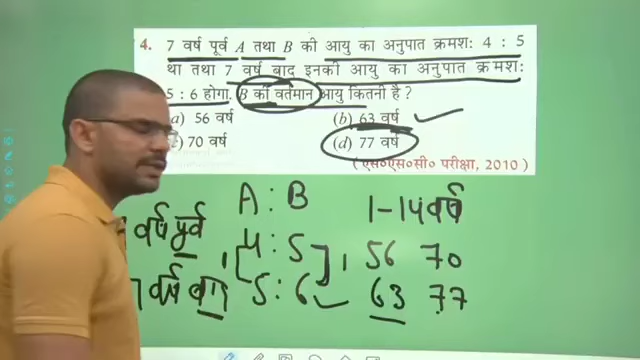 4. 7 वर्ष पूर्व A तथा B की आयु का अनुपात क्रमश: 4 : 5
था तथा 7 वर्ष बाद इनकी आयु का अनुपात क्रमश:
5 : 6 होगा. B की वर्तमान आयु कितनी है ?
a) 56 वर्ष (b) 63 वर्ष
c) 70 वर्ष (d) 77 वर्ष
(एस०एस०सी० परीक्षा, 2010)
A : B 1-14 वर्ष
वर्ष पूर्व 4 : 5 1 56 70
वर्ष बाद 5 : 6 63 77